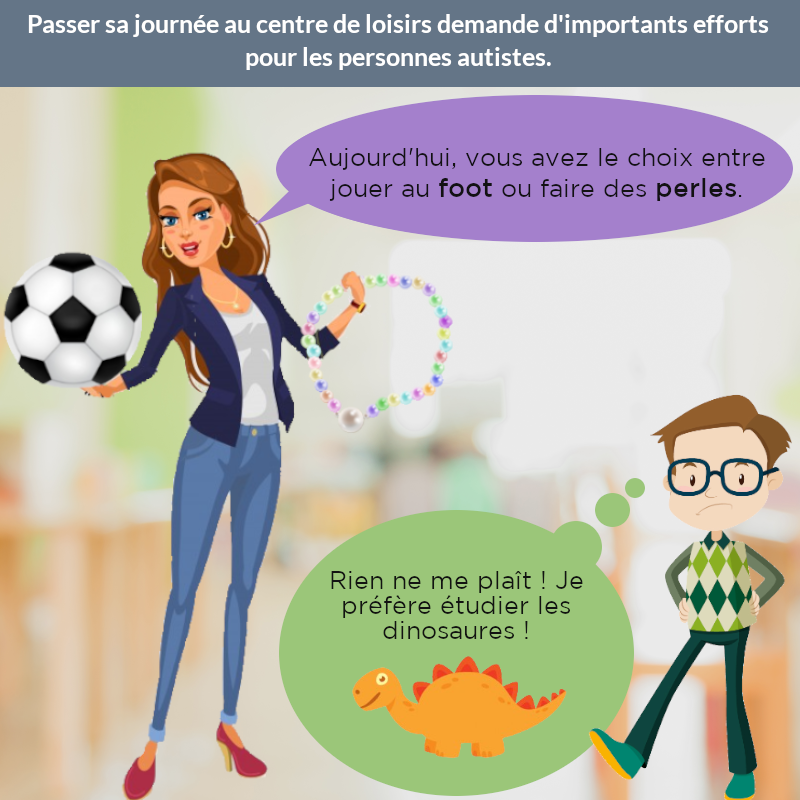 Passer sa journée au centre de loisirs demande d'importants efforts
pour les personnes autistes.
Aujourd'hui, vous avez le choix entre
jouer au foot ou faire des perles.
Rien ne me plaît ! Je
préfère étudier les
dinosaures !